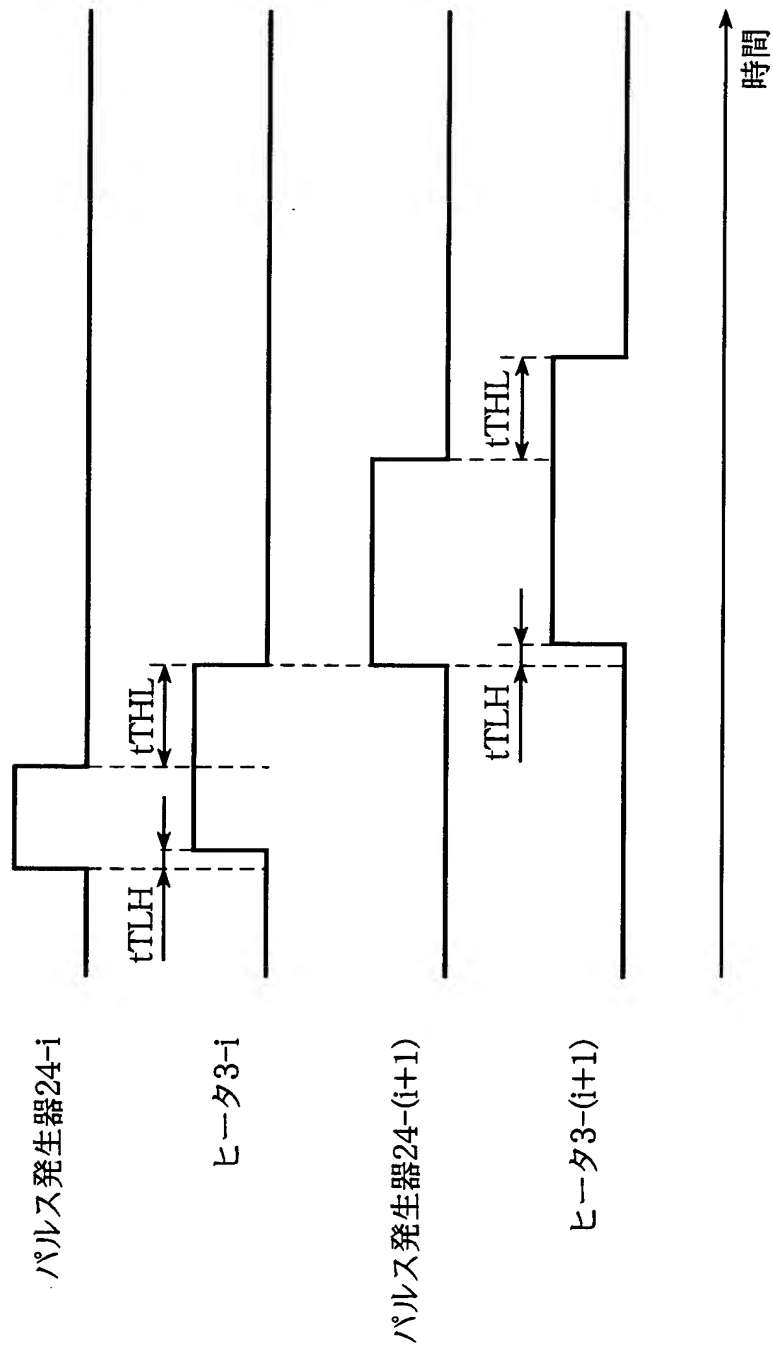 パルス発生器24-i
tTLH
tTHL
ヒータ3-i
パルス発生器24-(i+1)
tTLH
tTHL
ヒータ3-(i+1)
時間